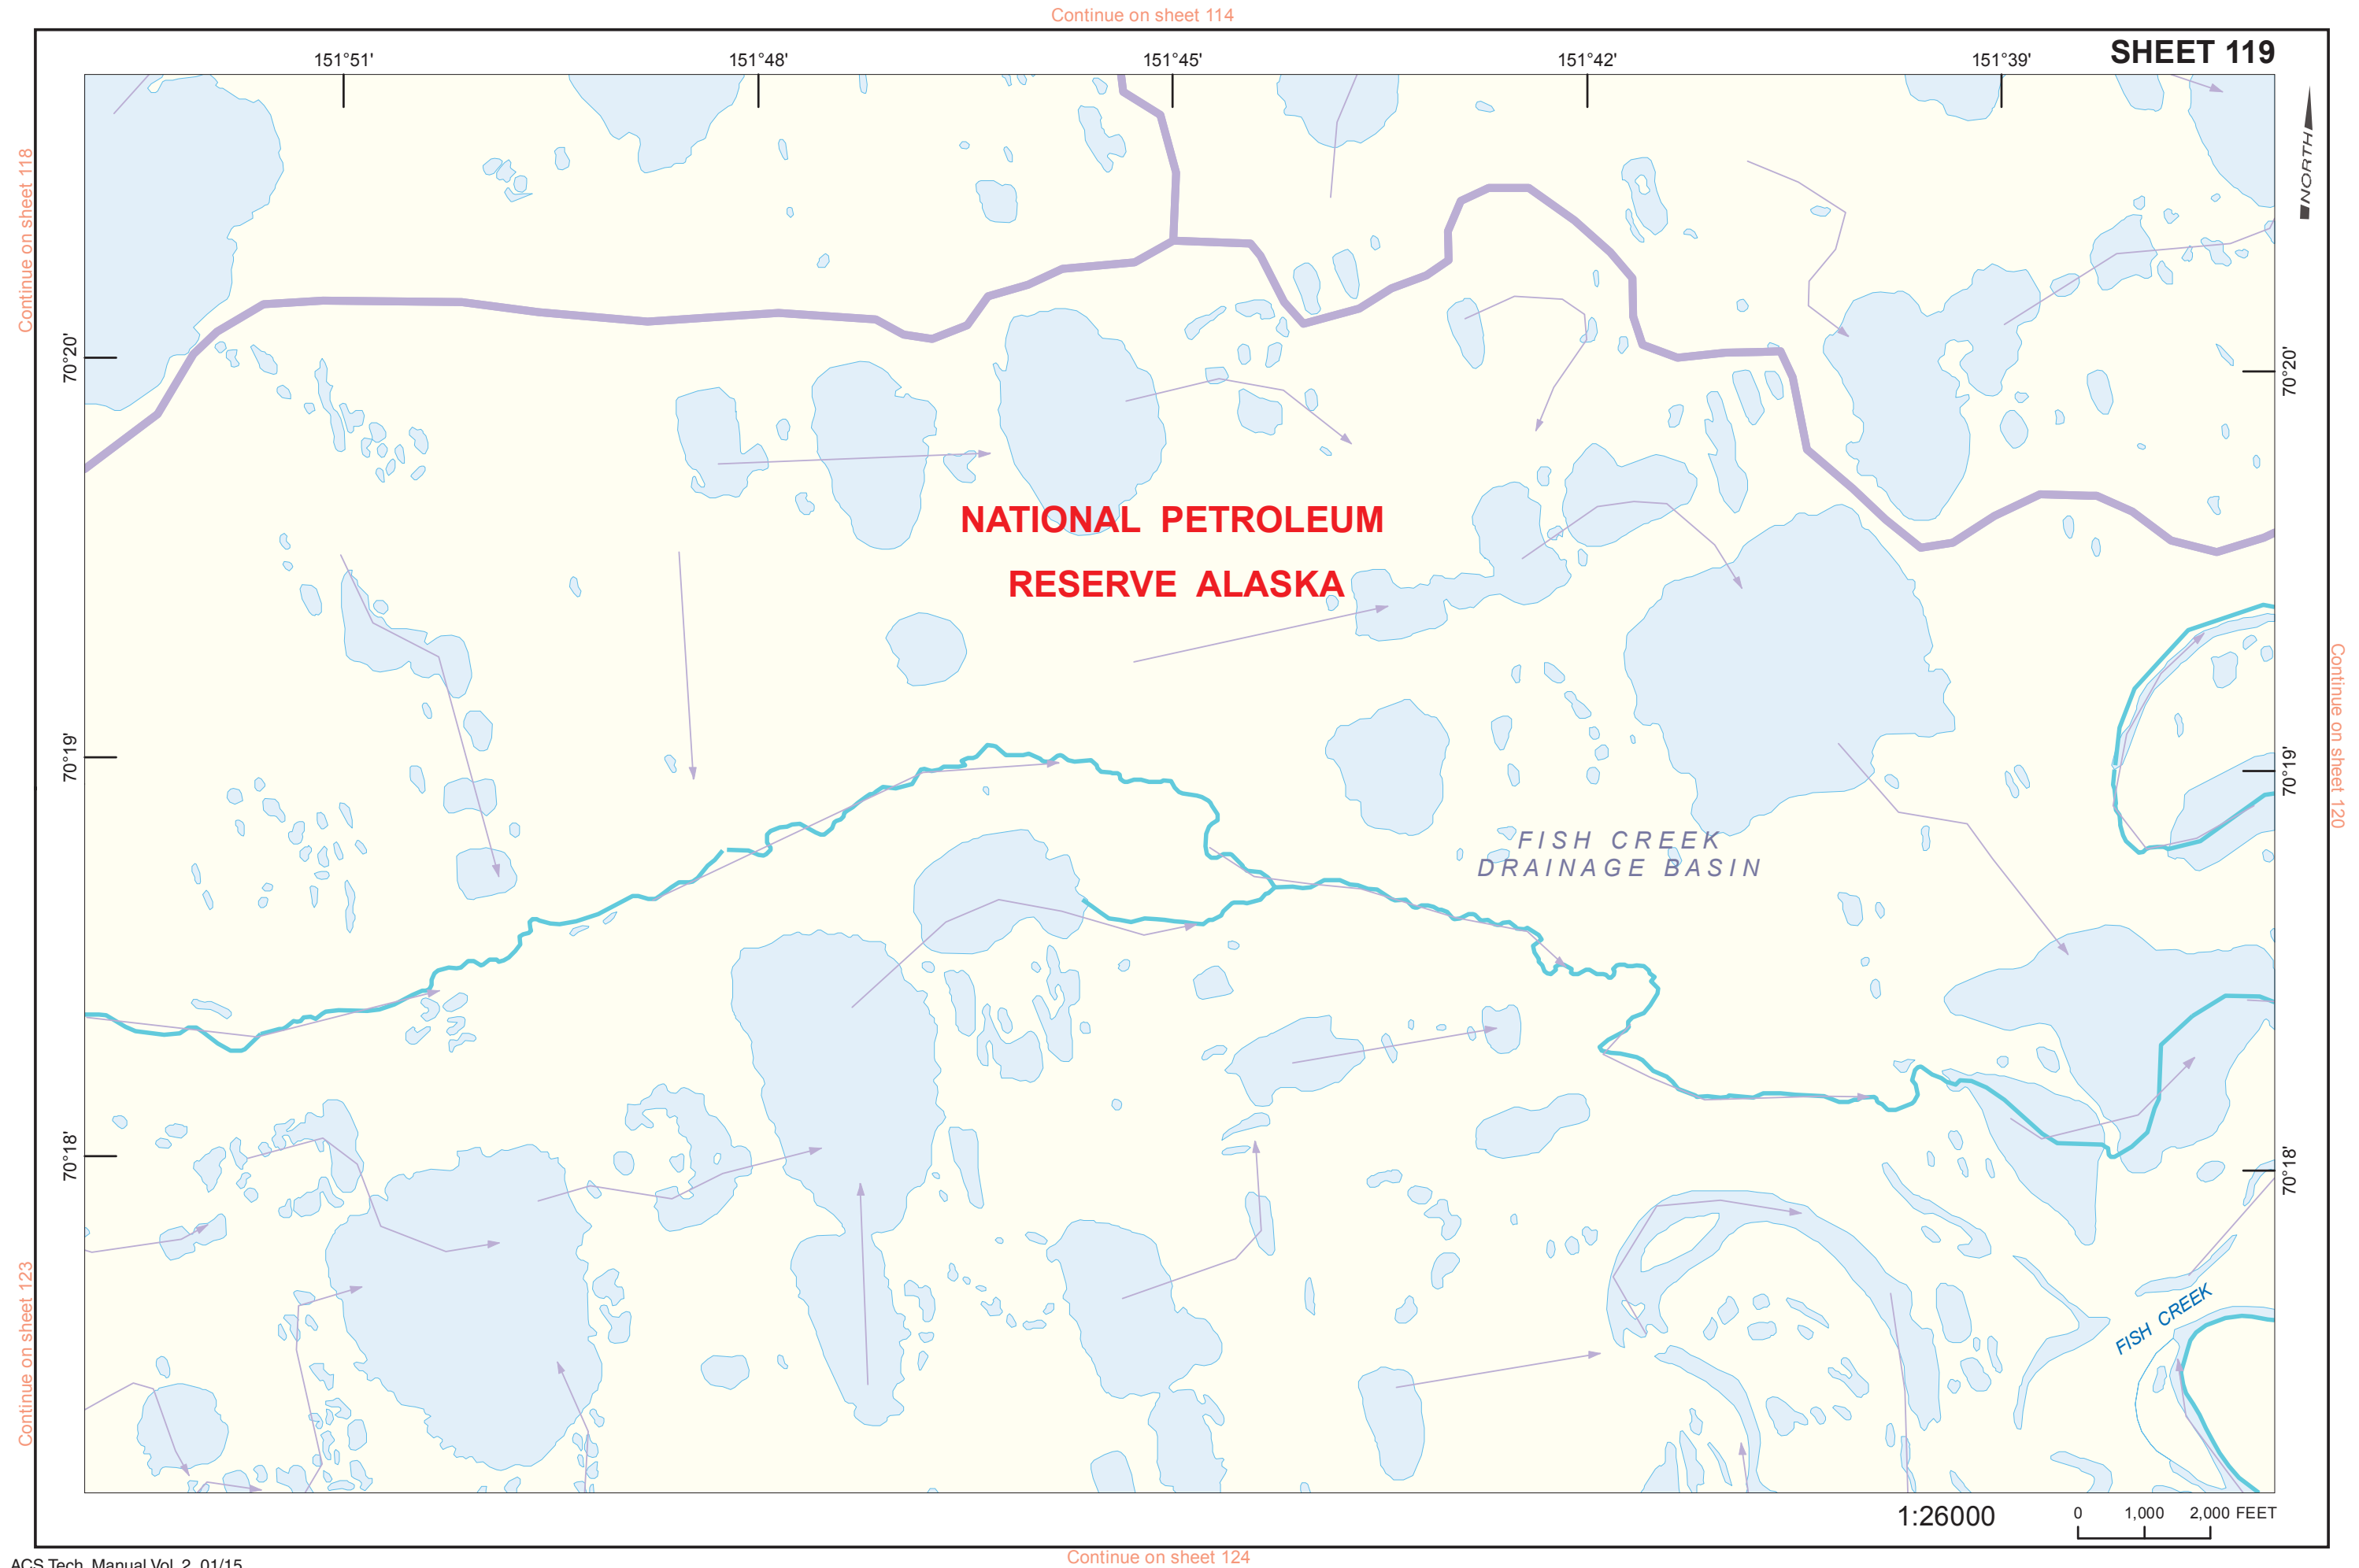 Continue on sheet 114
SHEET 119
151°51'
151°48'
151°45'
151°42'
151°39'
NORTH
Continue on sheet 118
70°20'
70°20'
NATIONAL PETROLEUM
RESERVE ALASKA
70°19'
70°19'
Continue on sheet 120
FISH CREEK
DRAINAGE BASIN
70°18'
70°18'
Continue on sheet 123
FISH CREEK
1:26000
0 1,000 2,000 FEET
Continue on sheet 124
ACS Tech. Manual Vol. 2 01/15